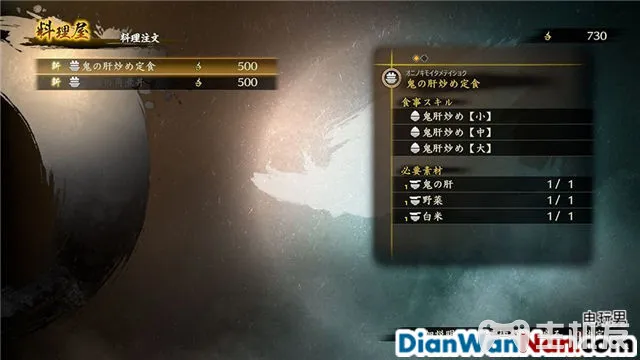 料理屋
料理注文
730
新 鬼の肝炒め定食 500
新 500
オニノキモイタメテイショク
鬼の肝炒め定食
食事スキル
鬼肝炒め【小】
鬼肝炒め【中】
鬼肝炒め【大】
必要素材
1 鬼の肝 1/ 1
1 野菜 1/ 1
1 白米 1/ 1
电玩男
DianWanNan.com